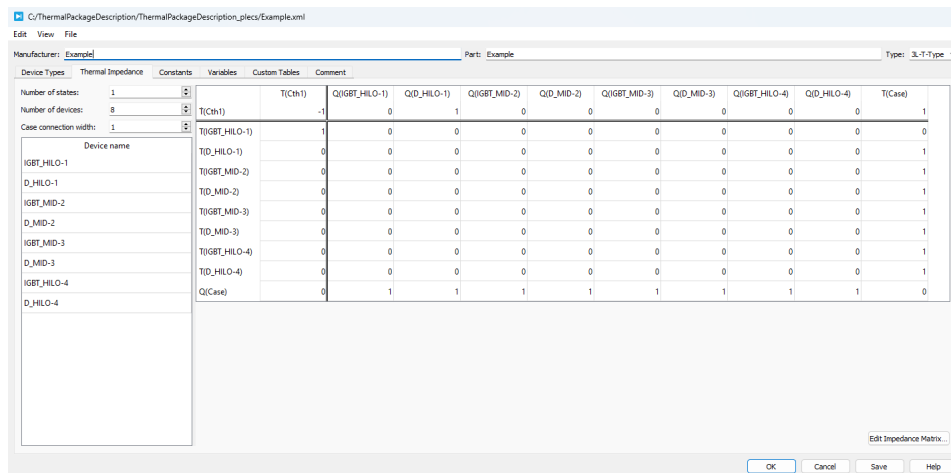 C:/ThermalPackageDescription/ThermalPackageDescription_plecs/Example.xml
Edit View File
Manufacturer: Example Part: Example Type: 3L-T-Type
Device Types Thermal Impedance Constants Variables Custom Tables Comment
Number of states: 1
Number of devices: 8
Case connection width: 1
Device name
IGBT_HILO-1
D_HILO-1
IGBT_MID-2
D_MID-2
IGBT_MID-3
D_MID-3
IGBT_HILO-4
D_HILO-4
T(Cth1) Q(IGBT_HILO-1) Q(D_HILO-1) Q(IGBT_MID-2) Q(D_MID-2) Q(IGBT_MID-3) Q(D_MID-3) Q(IGBT_HILO-4) Q(D_HILO-4) T(Case)
T(Cth1) -1 0 1 0 0 0 0 0 0 1
T(IGBT_HILO-1) 1 0 0 0 0 0 0 0 0 0
T(D_HILO-1) 0 0 0 0 0 0 0 0 0 1
T(IGBT_MID-2) 0 0 0 0 0 0 0 0 0 1
T(D_MID-2) 0 0 0 0 0 0 0 0 0 1
T(IGBT_MID-3) 0 0 0 0 0 0 0 0 0 1
T(D_MID-3) 0 0 0 0 0 0 0 0 0 1
T(IGBT_HILO-4) 0 0 0 0 0 0 0 0 0 1
T(D_HILO-4) 0 0 0 0 0 0 0 0 0 1
Q(Case) 0 1 1 1 1 1 1 1 1 0
Edit Impedance Matrix...
OK Cancel Save Help